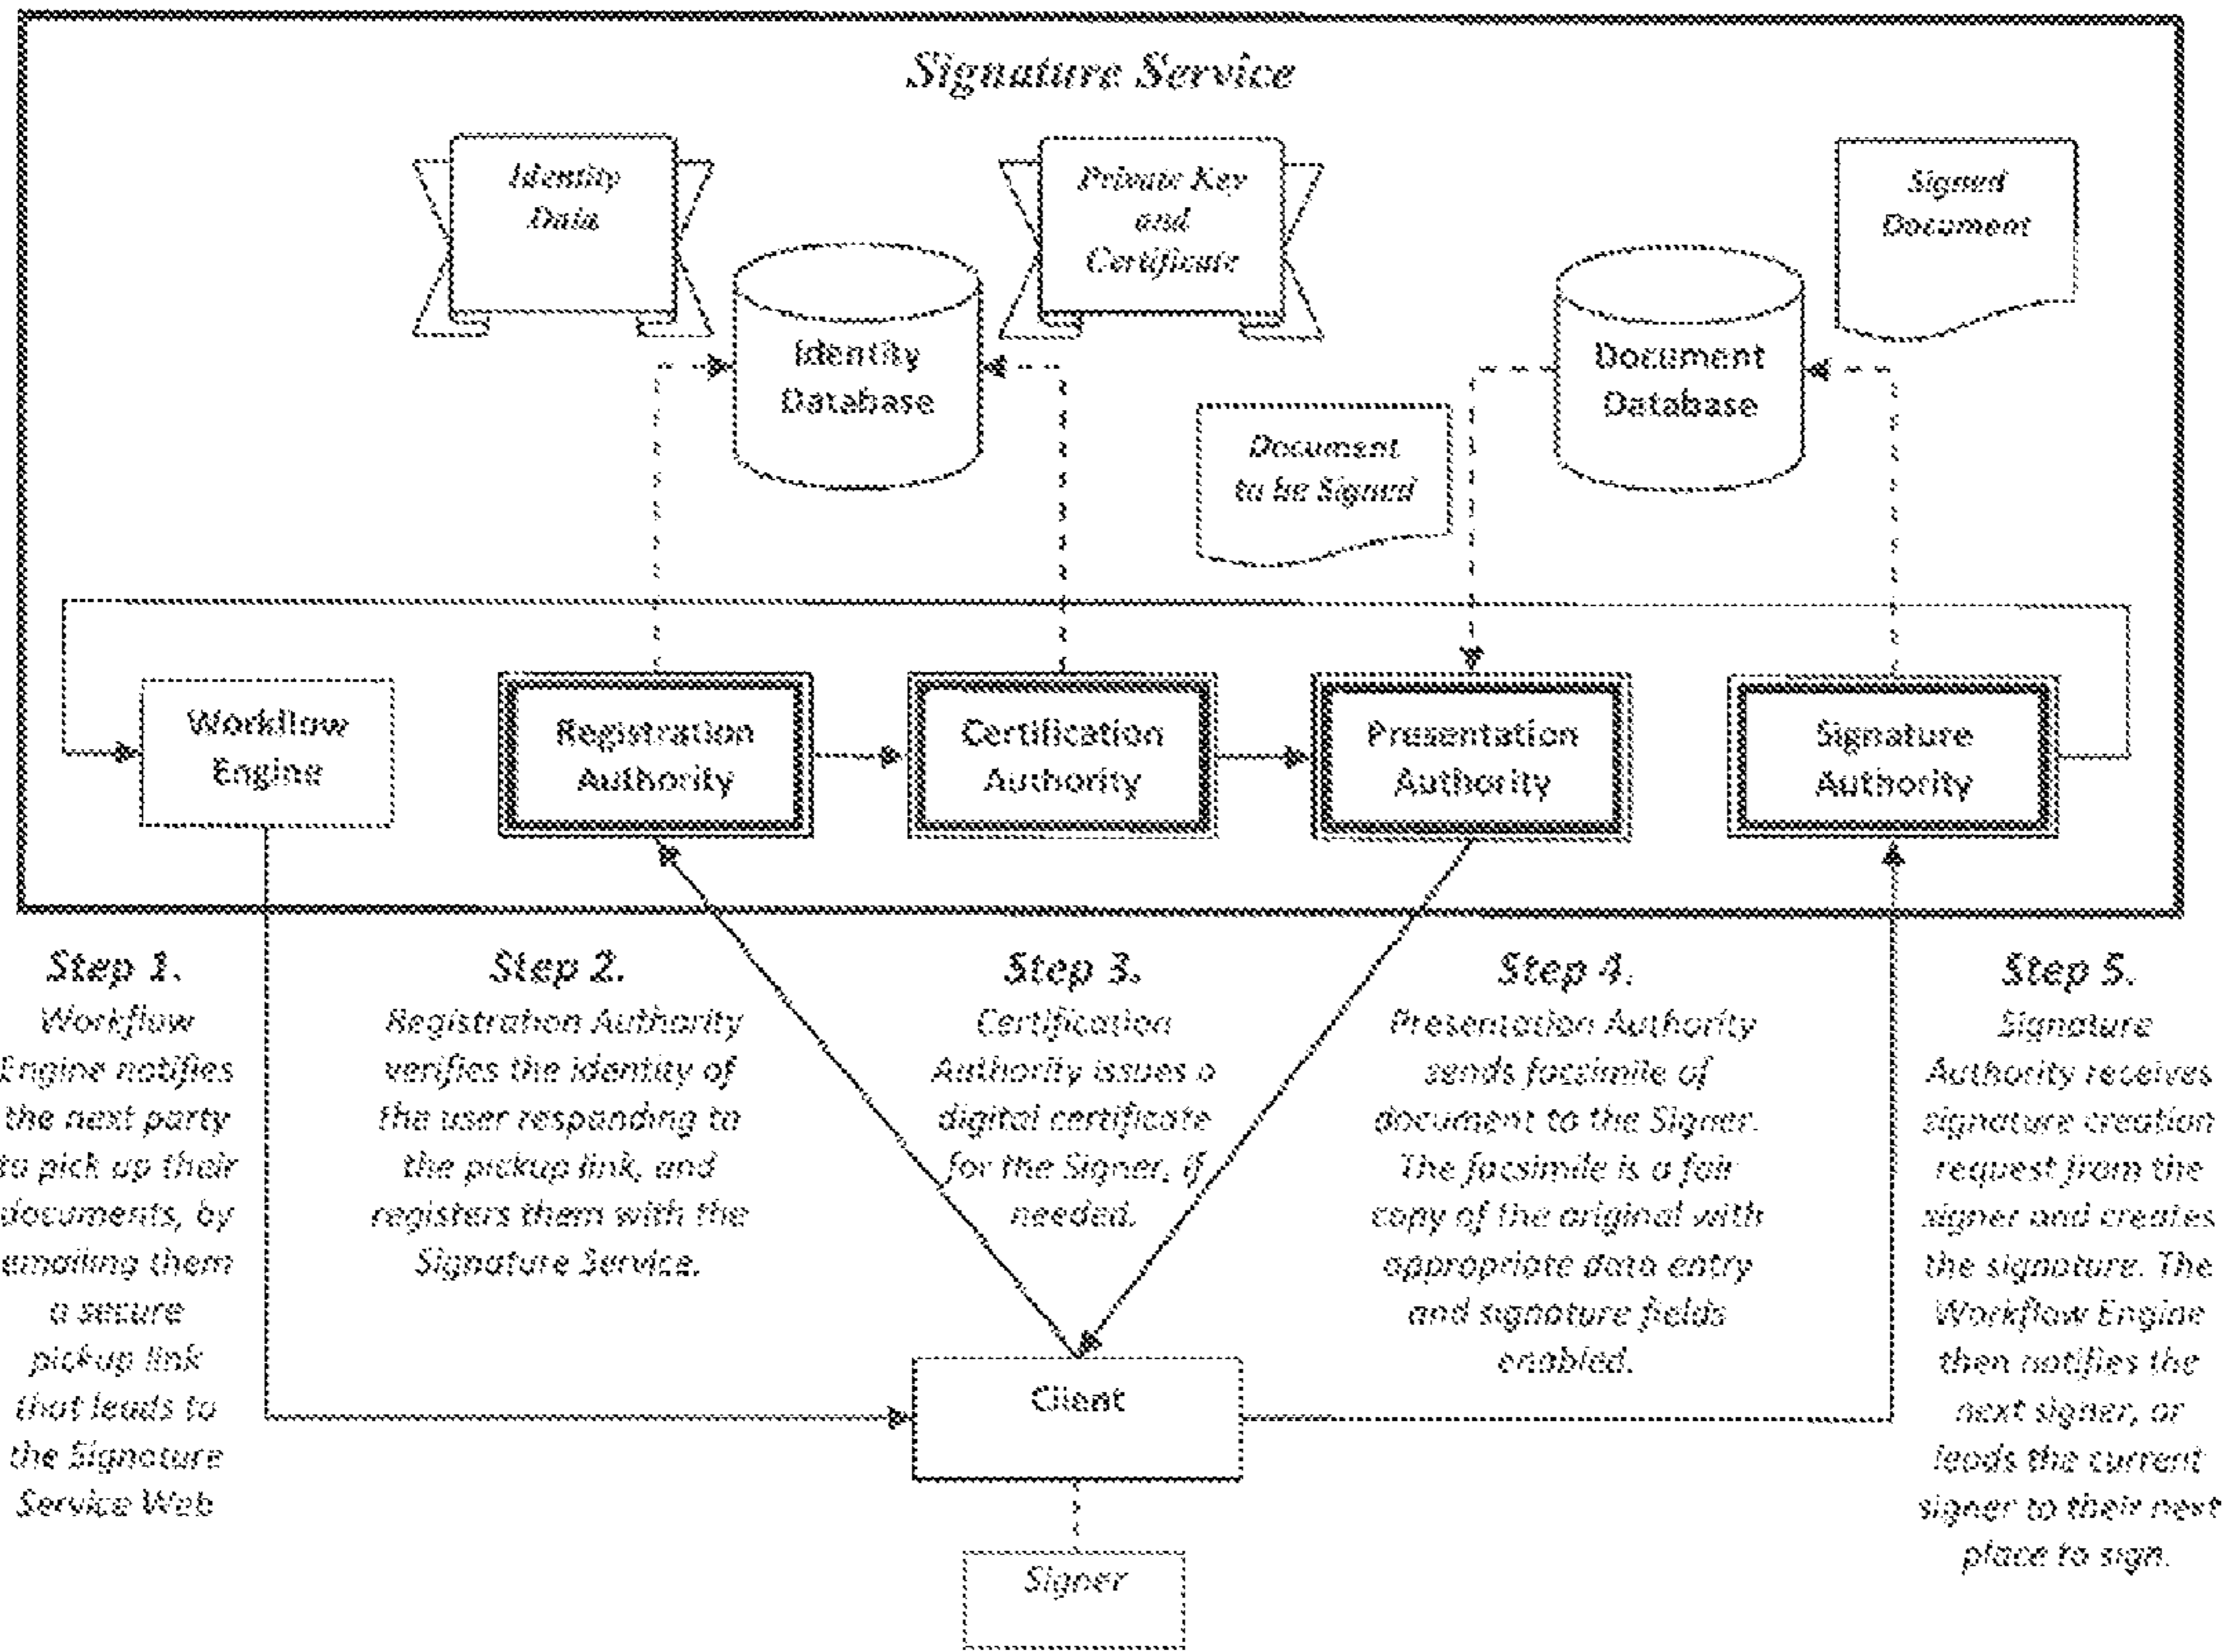 Signature Service
Identity
Data
Private Key
and
Certificate
Signed
Document
Identity
Database
Document
Database
Document
to be Signed
Workflow
Engine
Registration
Authority
Certification
Authority
Presentation
Authority
Signature
Authority
Step 1.
Workflow
Engine notifies
the next party
to pick up their
documents, by
emailing them
a secure
pickup link
that leads to
the Signature
Service Web
Step 2.
Registration Authority
verifies the identity of
the user responding to
the pickup link, and
registers them with the
Signature Service.
Step 3.
Certification
Authority issues a
digital certificate
for the Signer, if
needed.
Step 4.
Presentation Authority
sends facsimile of
document to the Signer.
The facsimile is a fair
copy of the original with
appropriate data entry
and signature fields
enabled.
Step 5.
Signature
Authority receives
signature creation
request from the
signer and creates
the signature. The
Workflow Engine
then notifies the
next signer, or
leads the current
signer to their next
place to sign.
Client
Signer